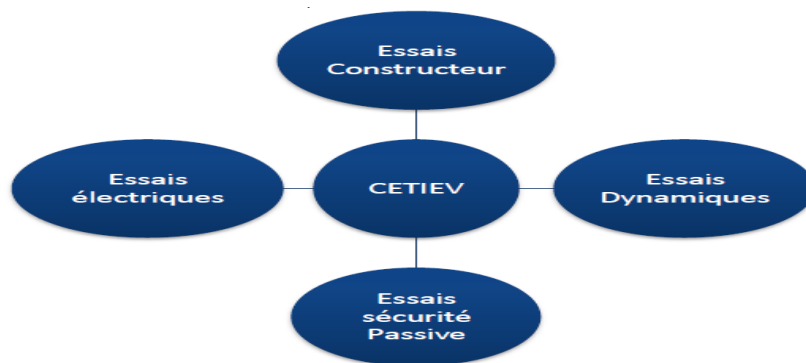 Essais
Constructeur
Essais
électriques
CETIEV
Essais
Dynamiques
Essais
sécurité
Passive